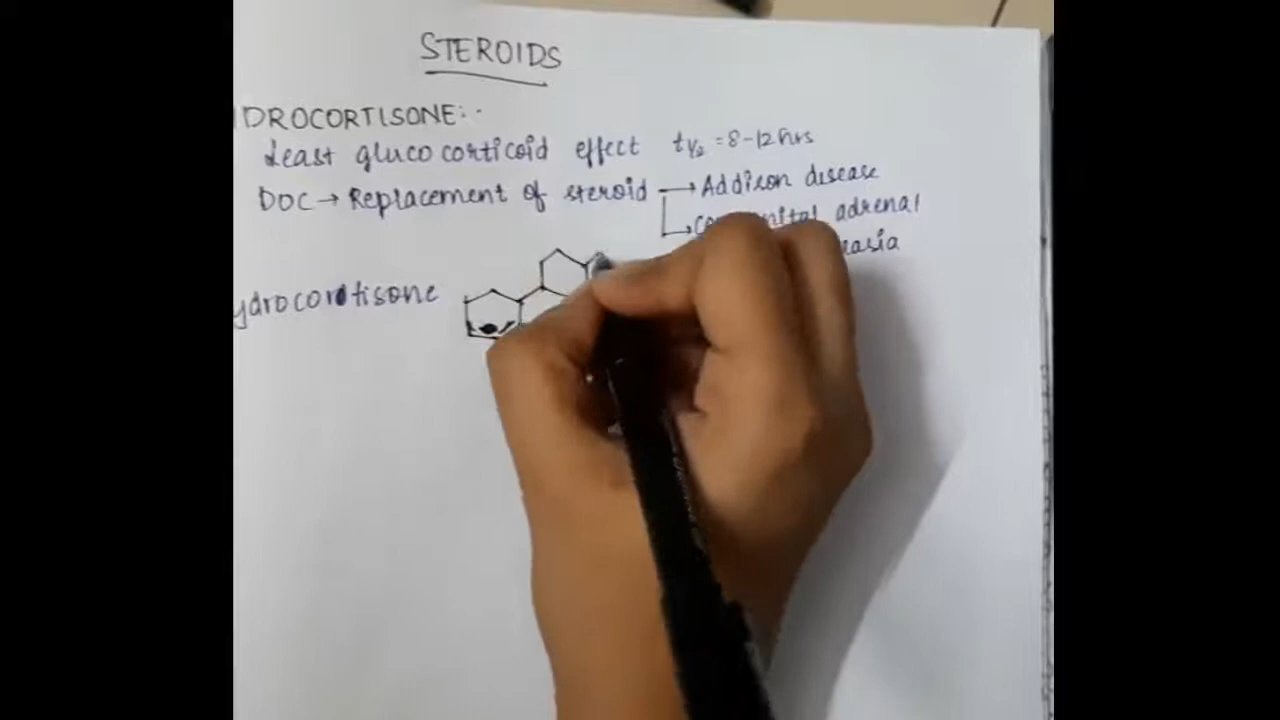 STEROIDS
IDROCORTISONE:-
Least glucocorticoid effect t1/2 = 8-12 hrs
DOC → Replacement of steroid → Addison disease
adrenal
ydrocortisone